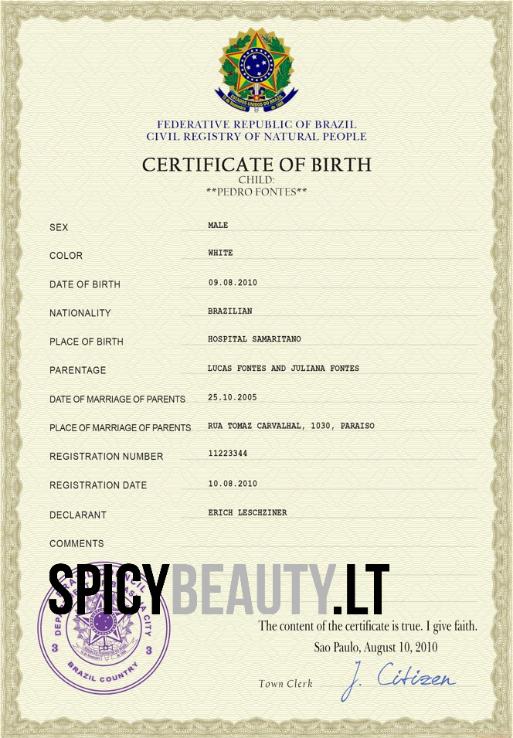 FEDERATIVE REPUBLIC OF BRAZIL
CIVIL REGISTRY OF NATURAL PEOPLE
CERTIFICATE OF BIRTH
CHILD:
**PEDRO FONTES**
SEX MALE
COLOR WHITE
DATE OF BIRTH 09.08.2010
NATIONALITY BRAZILIAN
PLACE OF BIRTH HOSPITAL SAMARITANO
PARENTAGE LUCAS FONTES AND JULIANA FONTES
DATE OF MARRIAGE OF PARENTS 25.10.2005
PLACE OF MARRIAGE OF PARENTS RUA TOMAZ CARVALHAL, 1030, PARAISO
REGISTRATION NUMBER 11223344
REGISTRATION DATE 10.08.2010
DECLARANT ERICH LESCHZINER
COMMENTS
SPICYBEAUTY.LT
3 3
BRAZIL COUNTRY
The content of the certificate is true. I give faith.
Sao Paulo, August 10, 2010
Town Clerk J. Citizen